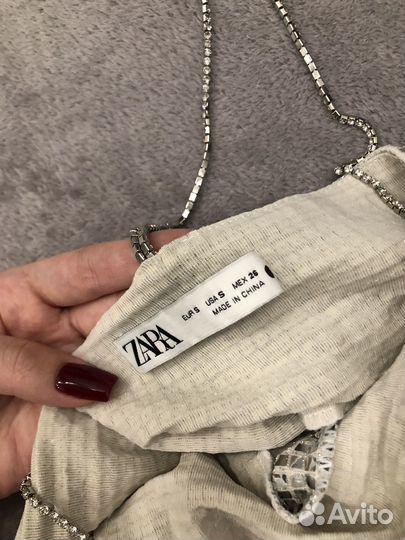 ZARA
EUR S USA S MEX 26
MADE IN CHINA
Avito